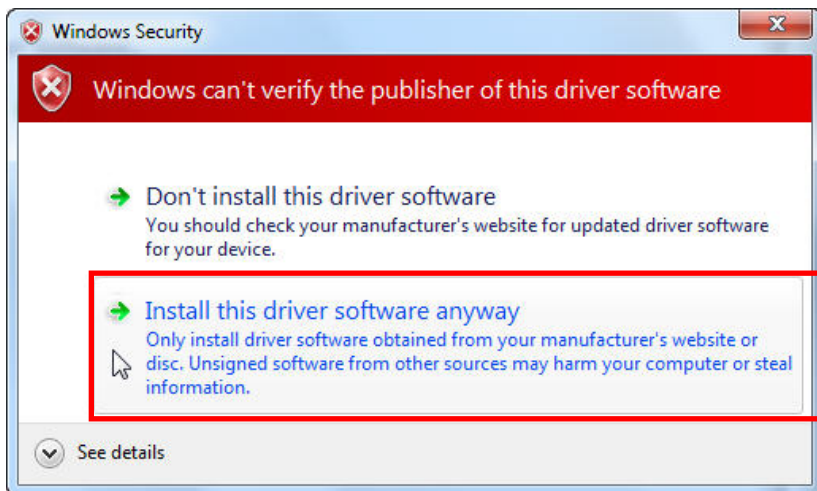 Windows Security
Windows can't verify the publisher of this driver software
Don't install this driver software
You should check your manufacturer's website for updated driver software
for your device.
Install this driver software anyway
Only install driver software obtained from your manufacturer's website or
disc. Unsigned software from other sources may harm your computer or steal
information.
See details